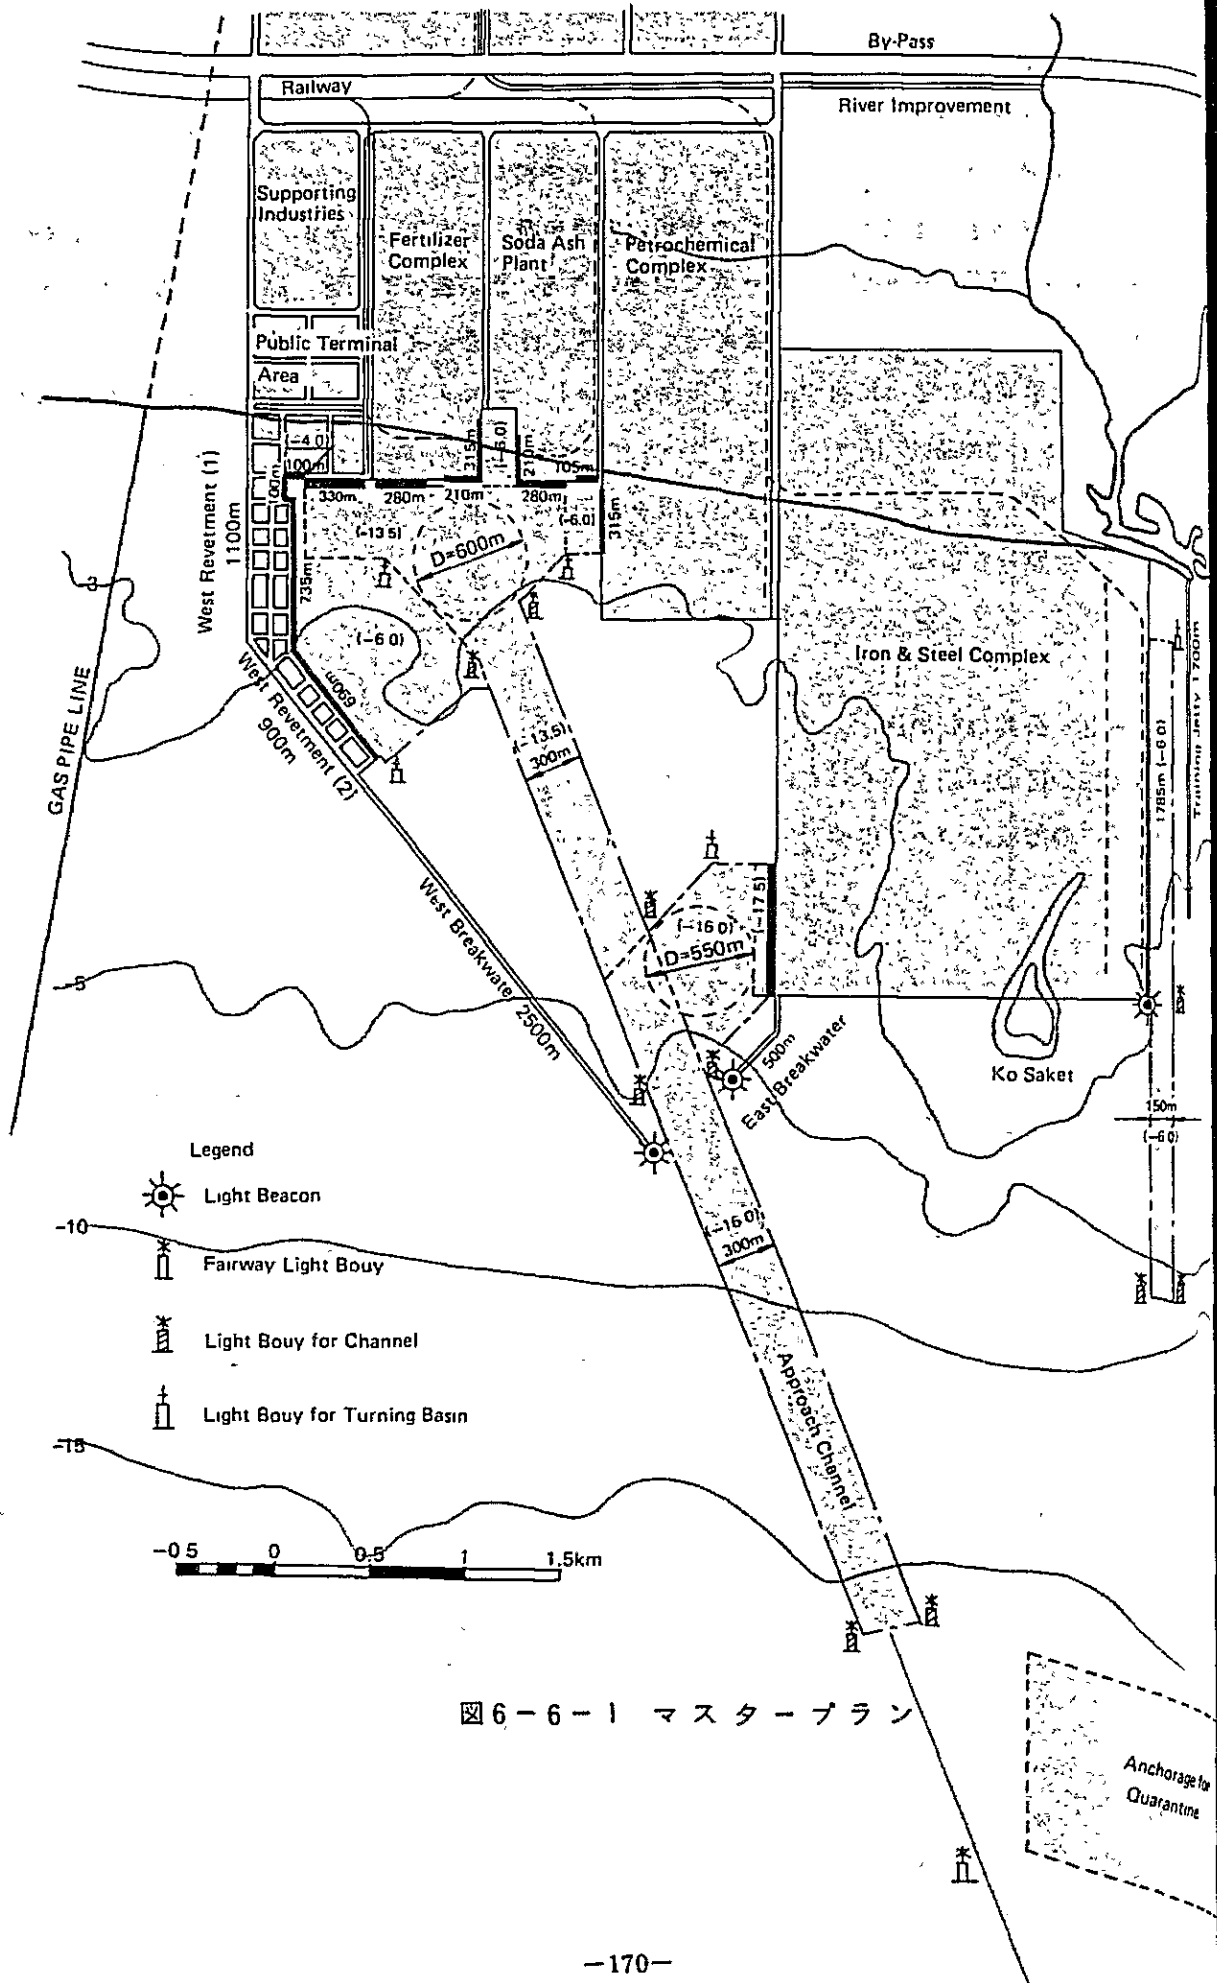 By-Pass
Railway
River Improvement
Supporting
Industries
Fertilizer
Complex
Soda Ash
Plant
Petrochemical
Complex
Public Terminal
Area
(-4.0)
100m
315m
(-6.0)
210m
105m
330m
280m
210m
280m
(-6.0)
315m
(-13.5)
D=600m
West Revetment (1)
1100m
735m
-3
(-6.0)
690m
West Revetment (2)
900m
GAS PIPE LINE
Iron & Steel Complex
Training Jetty 1700m
1785m (-6.0)
(-13.5)
300m
(-17.5)
(-16.0)
D=550m
West Breakwater 2500m
-5
500m
East Breakwater
Ko Saket
150m
(-6.0)
Legend
Light Beacon
-10
Fairway Light Bouy
(-16.0)
300m
Light Bouy for Channel
Approach Channel
Light Bouy for Turning Basin
-15
-0.5 0 0.5 1 1.5km
図6-6-1 マスタープラン
Anchorage for
Quarantine
-170-